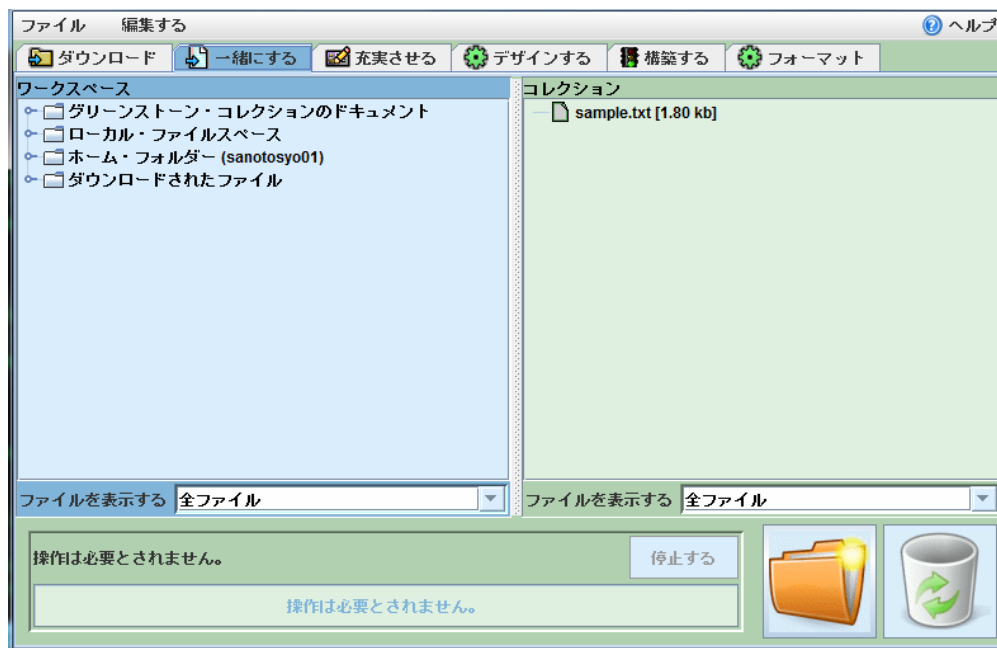 ファイル 編集する ヘルプ
ダウンロード 一緒にする 充実させる デザインする 構築する フォーマット
ワークスペース
グリーンストーン・コレクションのドキュメント
ローカル・ファイルスペース
ホーム・フォルダー (sanotosyo01)
ダウンロードされたファイル
ファイルを表示する 全ファイル
コレクション
sample.txt [1.80 kb]
ファイルを表示する 全ファイル
操作は必要とされません。 停止する
操作は必要とされません。